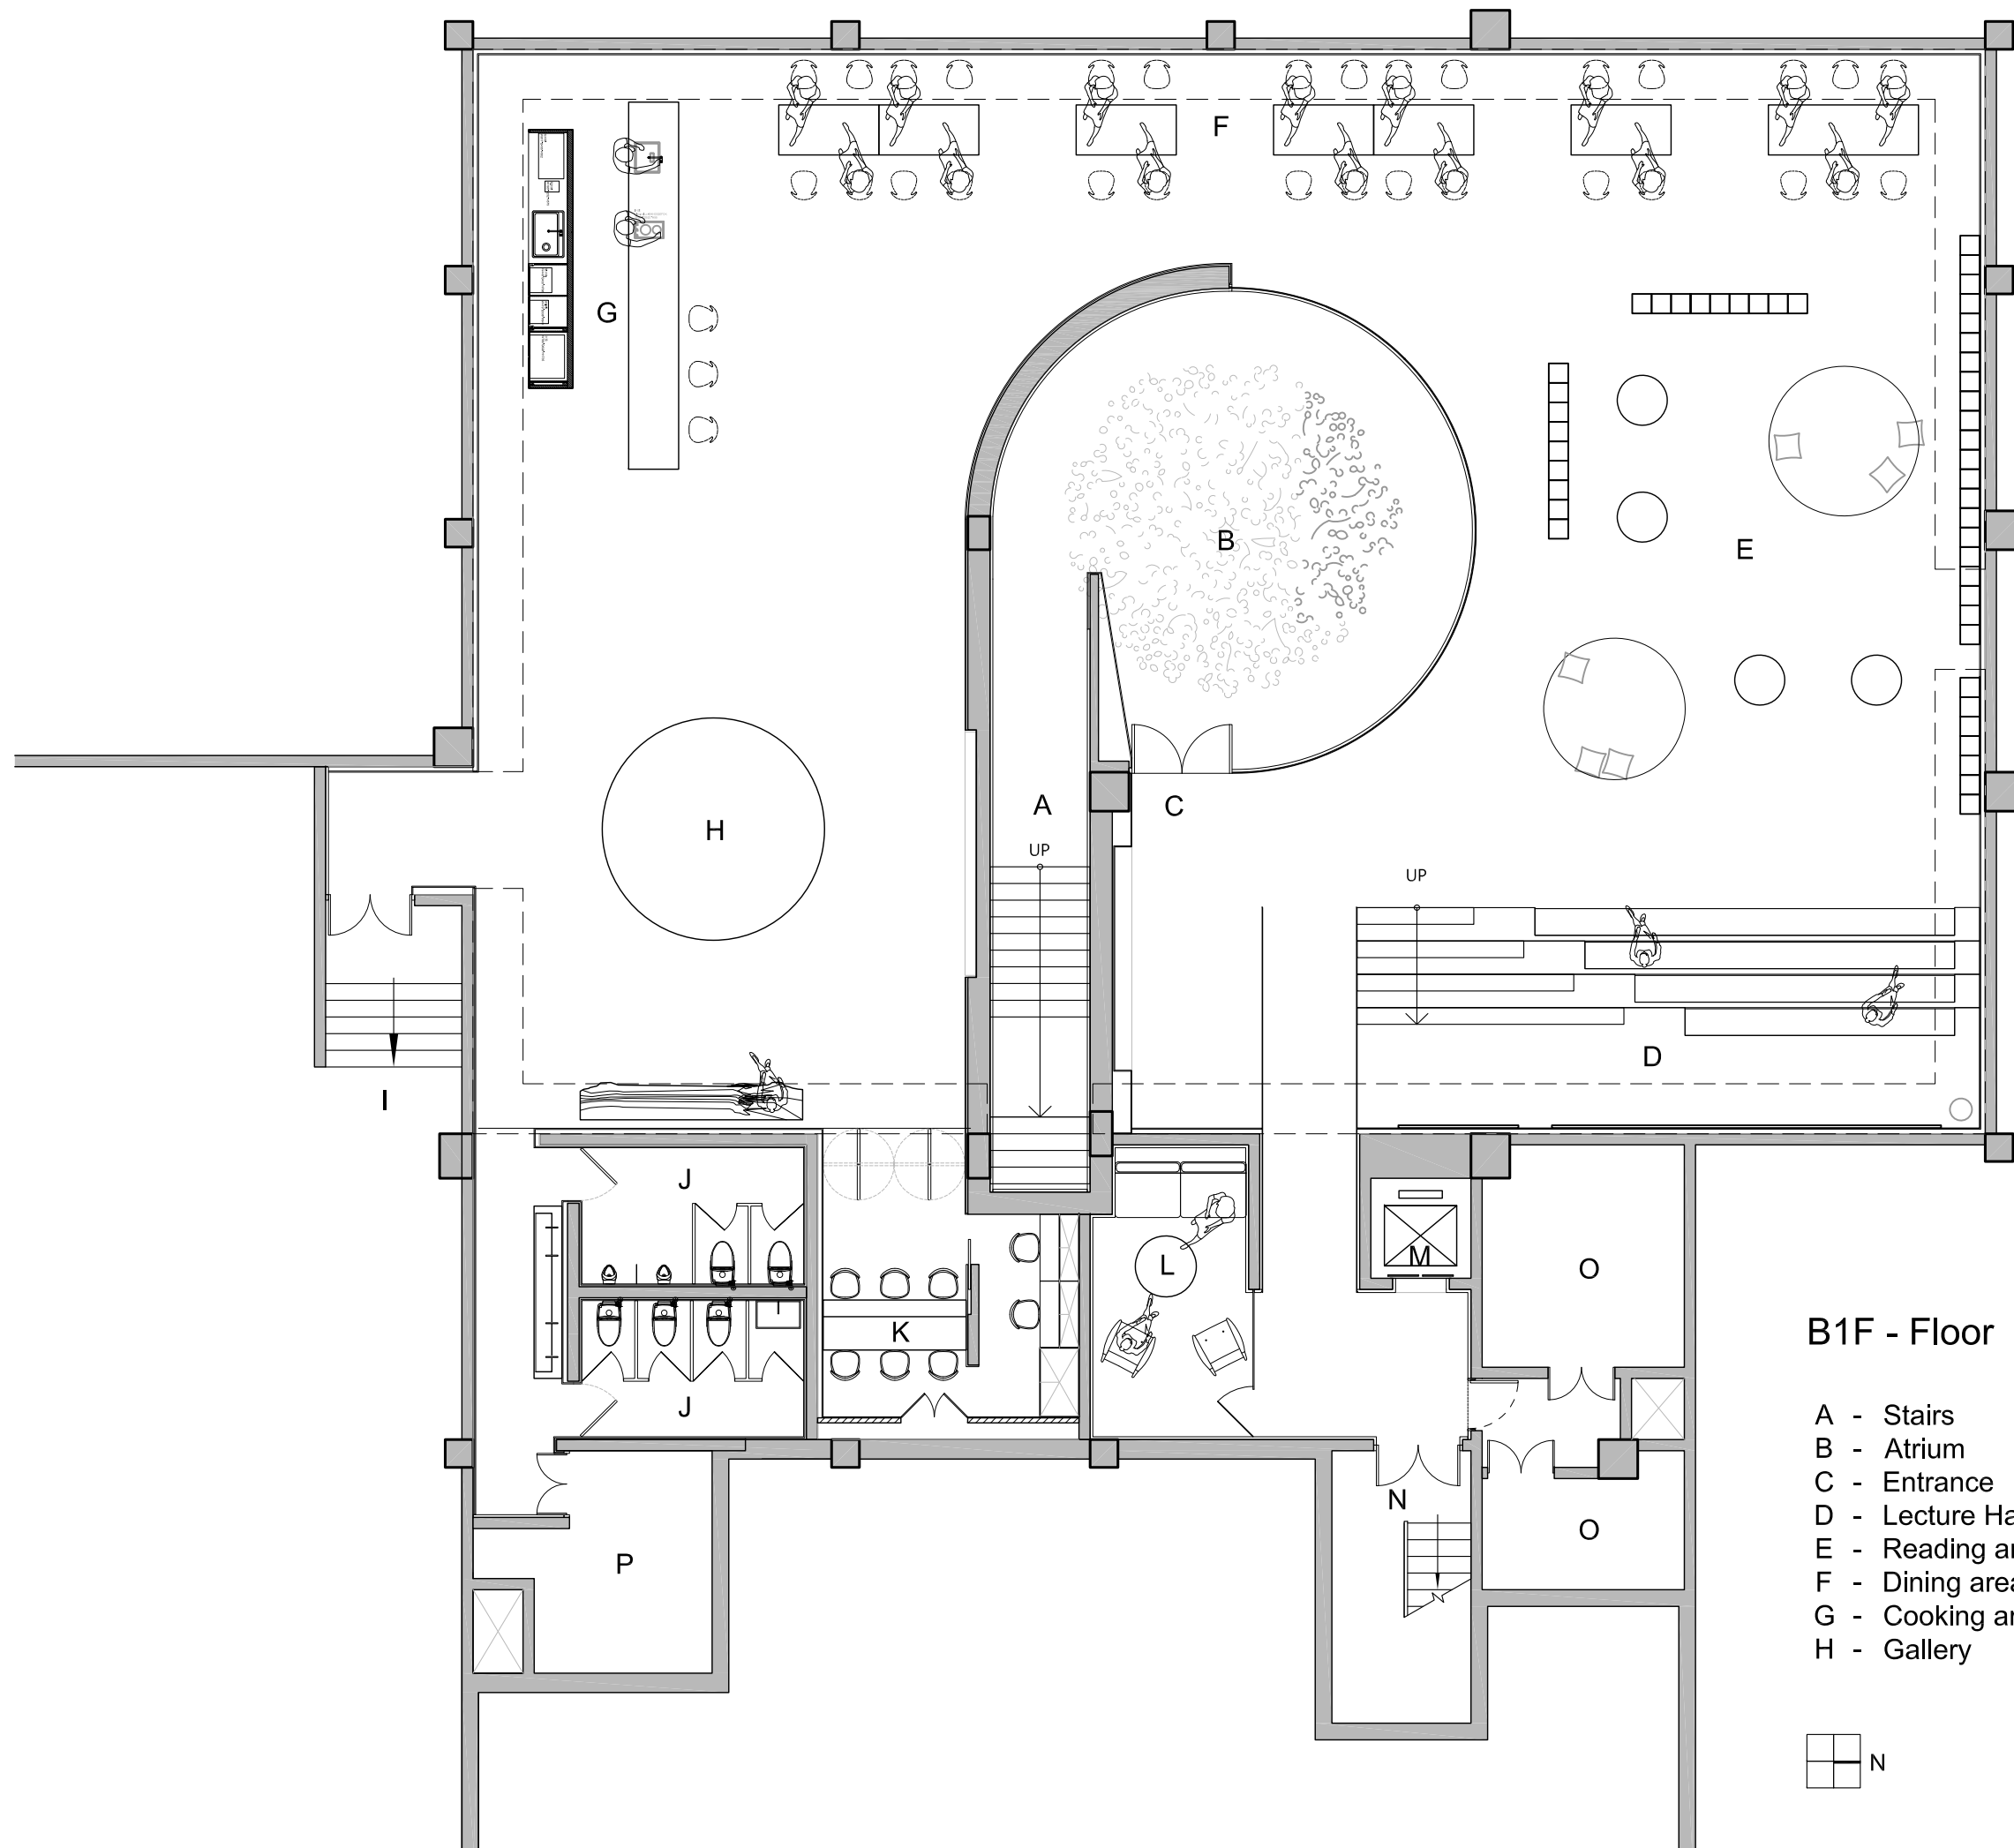 F
G
B
E
A
C
H
UP
UP
D
I
J
M
L
O
K
B1F - Floor
J
A - Stairs
B - Atrium
C - Entrance
N
D - Lecture Ha
O
E - Reading ar
P
F - Dining area
G - Cooking ar
H - Gallery
N